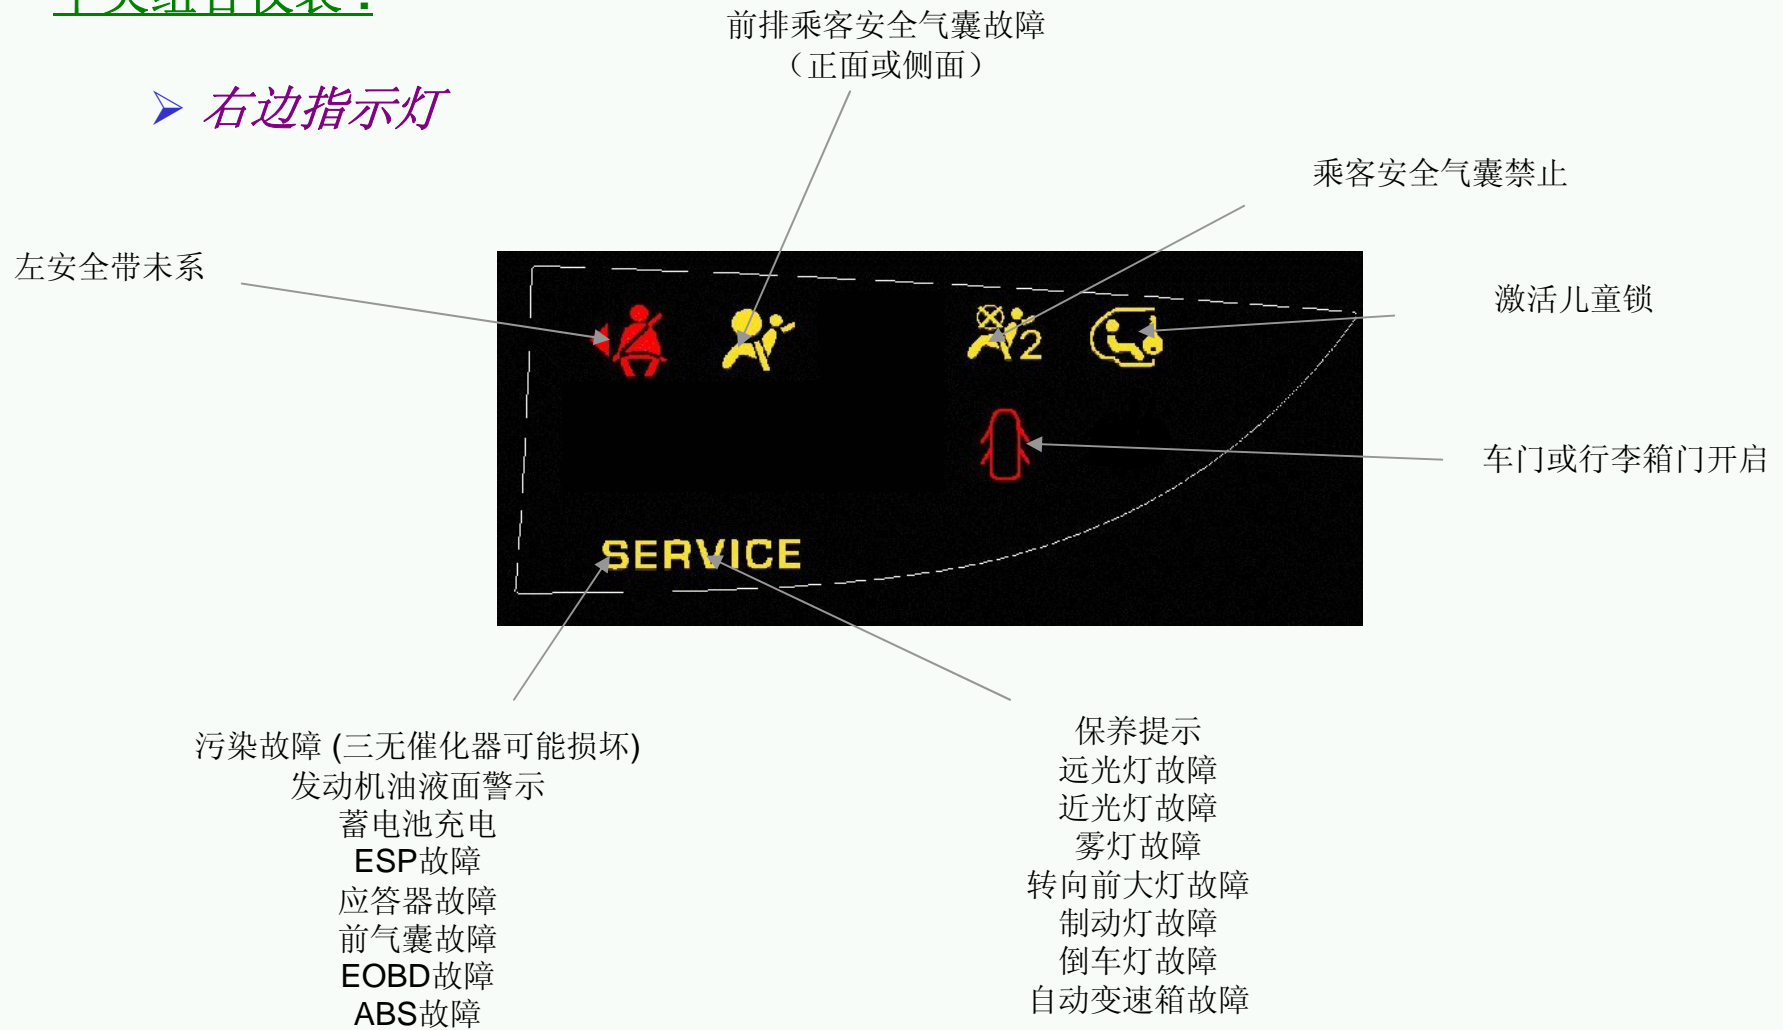 中央组合仪表：
前排乘客安全气囊故障
（正面或侧面）
➢ 右边指示灯
乘客安全气囊禁止
左安全带未系
激活儿童锁
2
车门或行李箱门开启
SERVICE
污染故障 (三无催化器可能损坏)
发动机油液面警示
蓄电池充电
ESP故障
应答器故障
前气囊故障
EOBD故障
ABS故障
保养提示
远光灯故障
近光灯故障
雾灯故障
转向前大灯故障
制动灯故障
倒车灯故障
自动变速箱故障